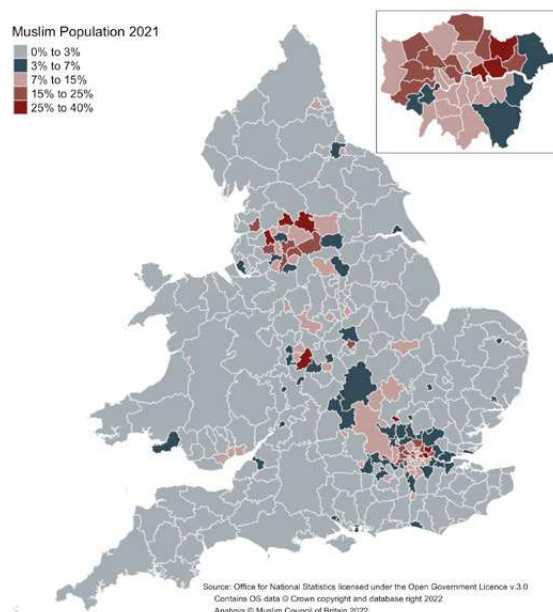 Muslim Population 2021
0% to 3%
3% to 7%
7% to 15%
15% to 25%
25% to 40%
Source: Office for National Statistics licensed under the Open Government Licence v.3.0
Contains OS data © Crown copyright and database right 2022
Analysis © Muslim Council of Britain 2022